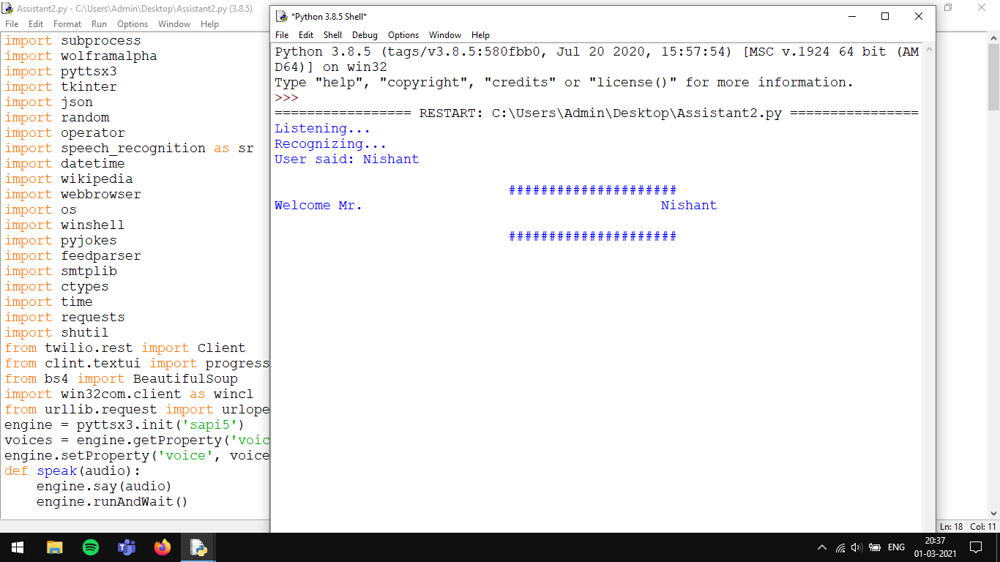 Assistant2.py - C:\Users\Admin\Desktop\Assistant2.py (3.8.5)
File Edit Format Run Options Window Help
import subprocess
import wolframalpha
import pyttsx3
import tkinter
import json
import random
import operator
import speech_recognition as sr
import datetime
import wikipedia
import webbrowser
import os
import winshell
import pyjokes
import feedparser
import smtplib
import ctypes
import time
import requests
import shutil
from twilio.rest import Client
from clint.textui import progress
from bs4 import BeautifulSoup
import win32com.client as wincl
from urllib.request import urlope
engine = pyttsx3.init('sapi5')
voices = engine.getProperty('voic
engine.setProperty('voice', voice
def speak(audio):
    engine.say(audio)
    engine.runAndWait()
*Python 3.8.5 Shell*
File Edit Shell Debug Options Window Help
Python 3.8.5 (tags/v3.8.5:580fbb0, Jul 20 2020, 15:57:54) [MSC v.1924 64 bit (AM
D64)] on win32
Type "help", "copyright", "credits" or "license()" for more information.
>>>
================= RESTART: C:\Users\Admin\Desktop\Assistant2.py ================
Listening...
Recognizing...
User said: Nishant
#####################
Welcome Mr. Nishant
#####################
Ln: 18 Col: 11
ENG
20:37
01-03-2021